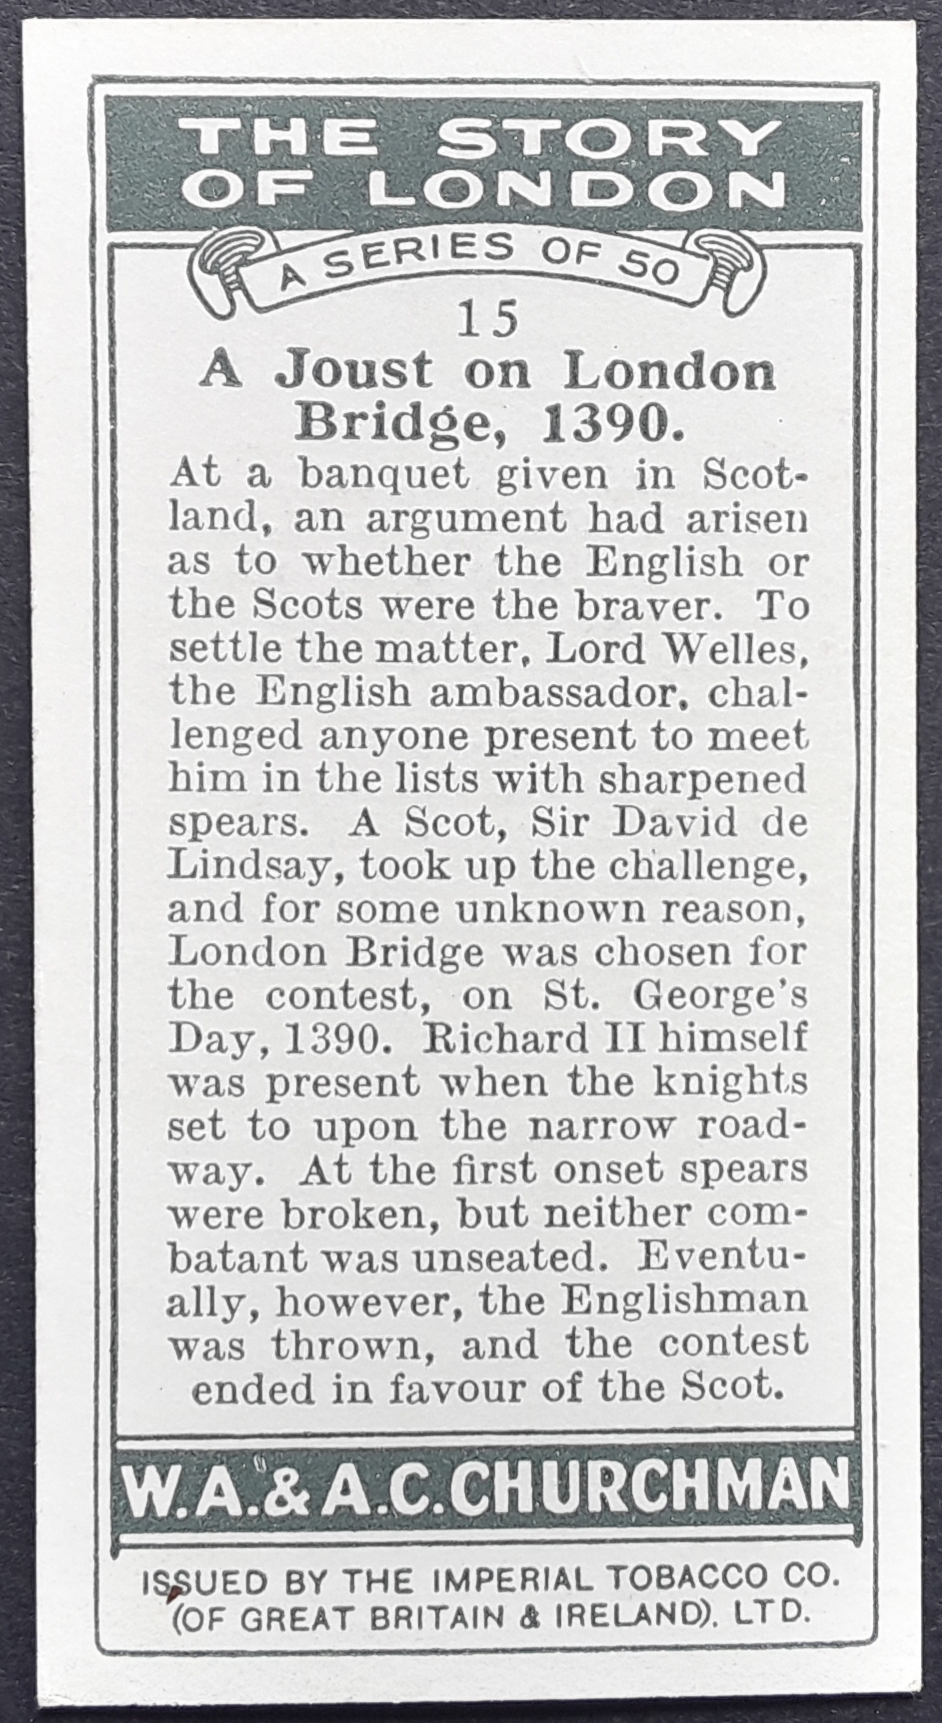 THE STORY
OF LONDON
A SERIES OF 50
15
A Joust on London
Bridge, 1390.
At a banquet given in Scot-
land, an argument had arisen
as to whether the English or
the Scots were the braver. To
settle the matter, Lord Welles,
the English ambassador, chal-
lenged anyone present to meet
him in the lists with sharpened
spears. A Scot, Sir David de
Lindsay, took up the challenge,
and for some unknown reason,
London Bridge was chosen for
the contest, on St. George's
Day, 1390. Richard II himself
was present when the knights
set to upon the narrow road-
way. At the first onset spears
were broken, but neither com-
batant was unseated. Eventu-
ally, however, the Englishman
was thrown, and the contest
ended in favour of the Scot.
W.A. & A.C. CHURCHMAN
ISSUED BY THE IMPERIAL TOBACCO CO.
(OF GREAT BRITAIN & IRELAND), LTD.